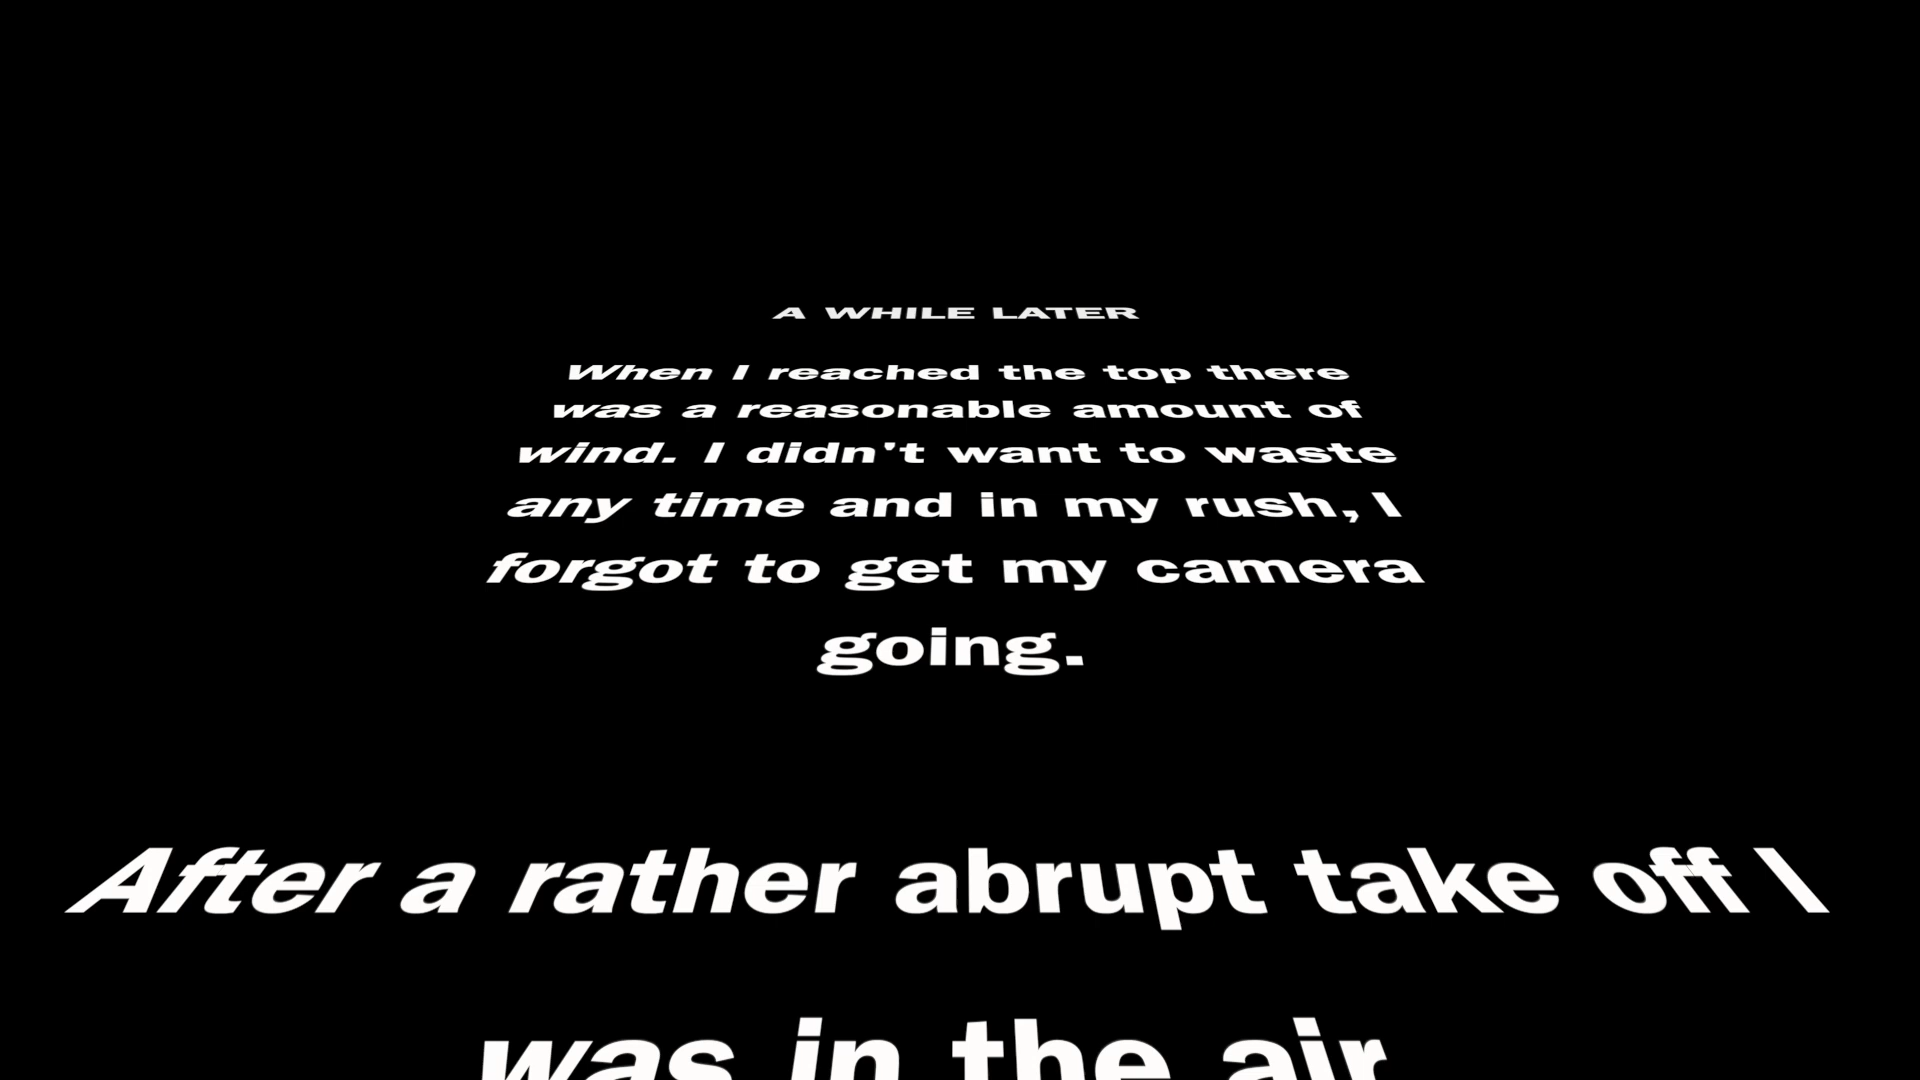 A WHILE LATER
When I reached the top there
was a reasonable amount of
wind. I didn't want to waste
any time and in my rush, I
forgot to get my camera
going.
After a rather abrupt take off I
was in the air